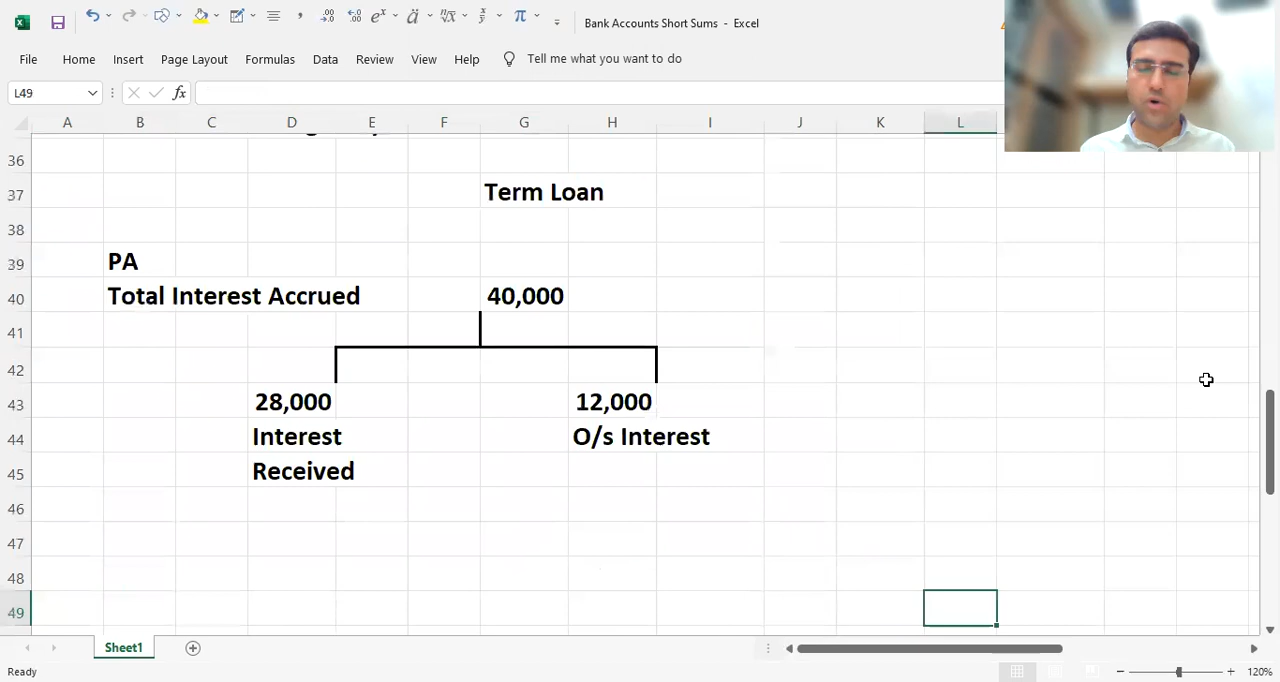 Bank Accounts Short Sums - Excel
File Home Insert Page Layout Formulas Data Review View Help Tell me what you want to do
L49 fx
A B C D E F G H I J K L
36
37 Term Loan
38
39 PA
40 Total Interest Accrued 40,000
41
42
43 28,000 12,000
44 Interest O/s Interest
45 Received
46
47
48
49
Sheet1
Ready 120%